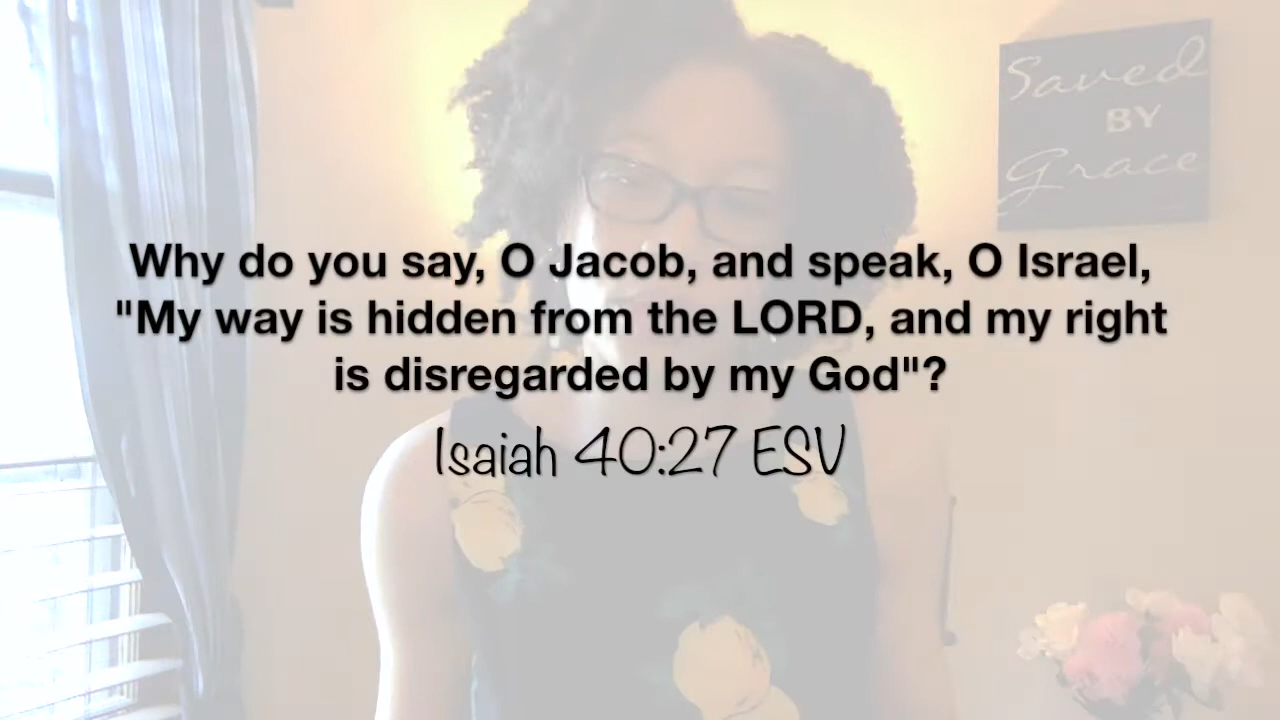 Saved
BY
Grace
Why do you say, O Jacob, and speak, O Israel,
"My way is hidden from the LORD, and my right
is disregarded by my God"?
Isaiah 40:27 ESV